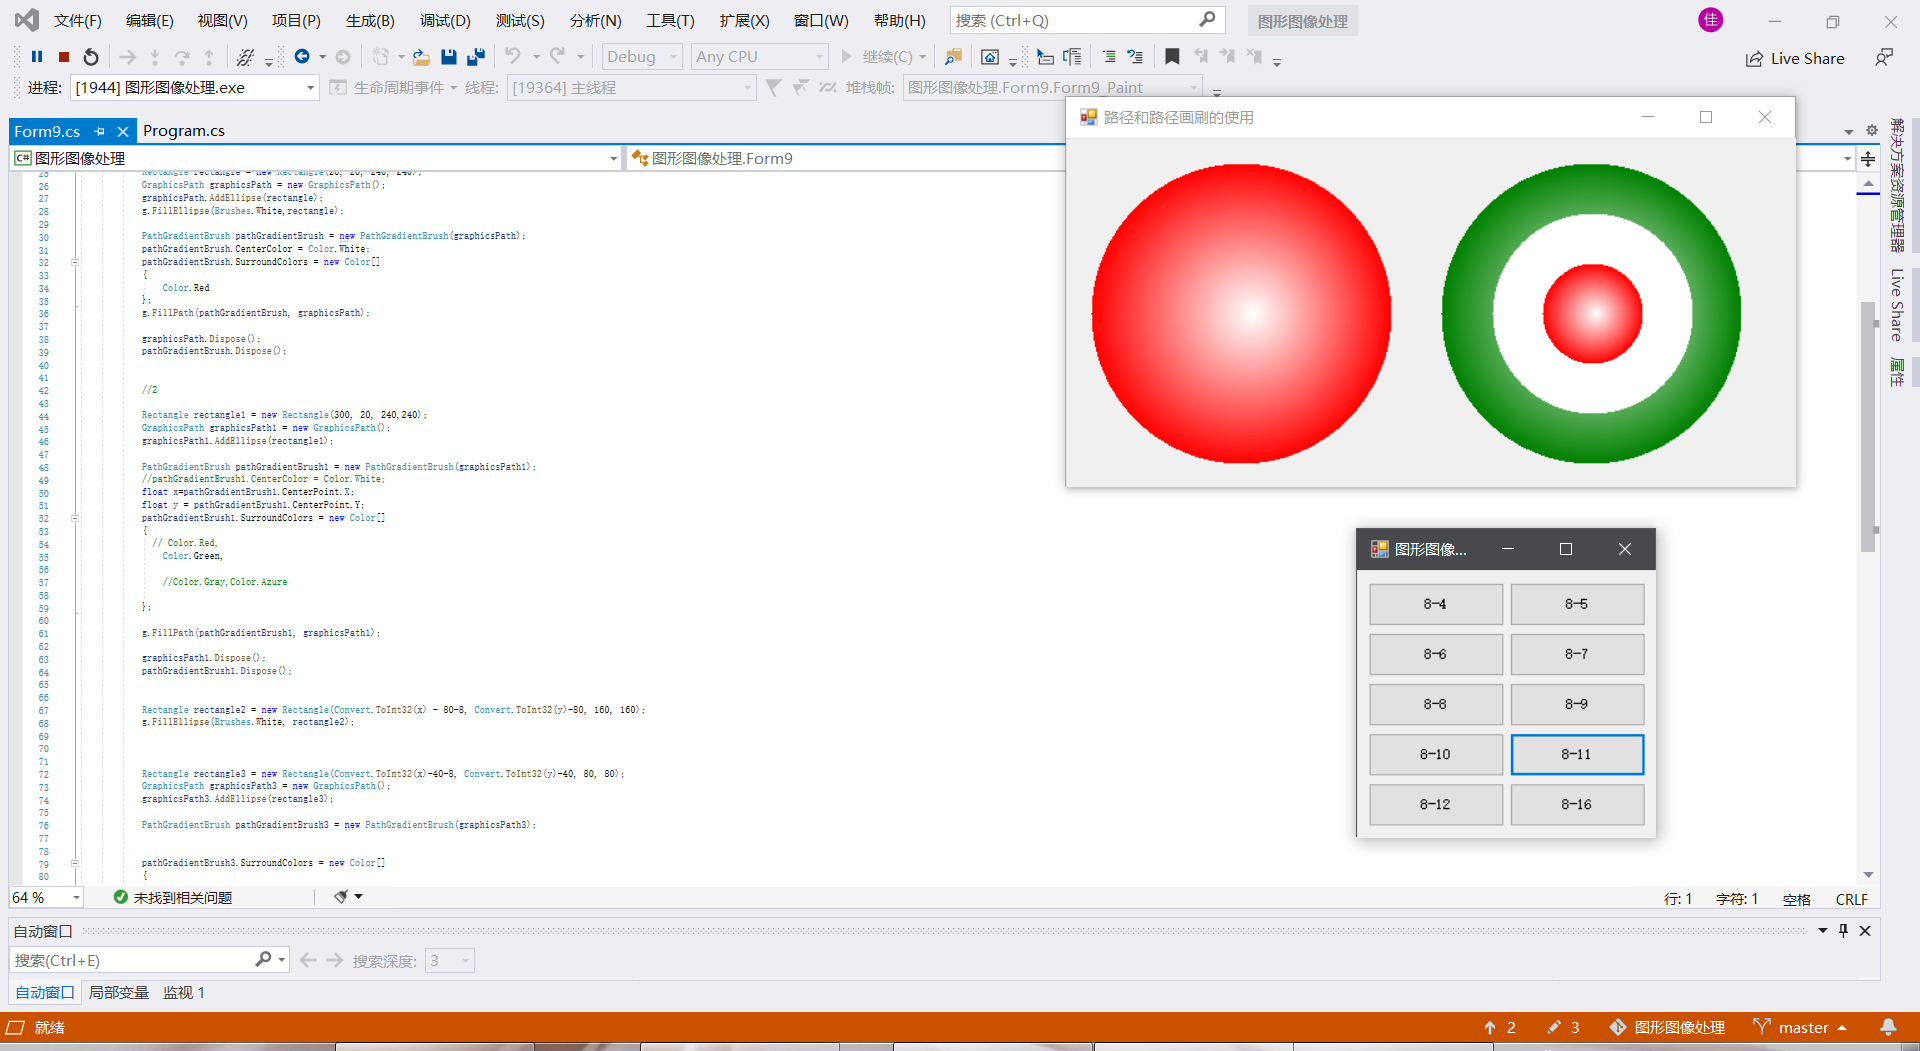 文件(F) 编辑(E) 视图(V) 项目(P) 生成(B) 调试(D) 测试(S) 分析(N) 工具(T) 扩展(X) 窗口(W) 帮助(H) 搜索 (Ctrl+Q) 图形图像处理 佳
Debug Any CPU 继续(C) Live Share
进程: [1944] 图形图像处理.exe 生命周期事件 线程: [19364] 主线程 堆栈帧: 图形图像处理.Form9.Form9_Paint
Form9.cs Program.cs
C# 图形图像处理 图形图像处理.Form9
25 Rectangle rectangle = new Rectangle(20, 20, 240, 240);
26 GraphicsPath graphicsPath = new GraphicsPath();
27 graphicsPath.AddEllipse(rectangle);
28 g.FillEllipse(Brushes.White,rectangle);
29
30 PathGradientBrush pathGradientBrush = new PathGradientBrush(graphicsPath);
31 pathGradientBrush.CenterColor = Color.White;
32 pathGradientBrush.SurroundColors = new Color[]
33 {
34 Color.Red
35 };
36 g.FillPath(pathGradientBrush, graphicsPath);
37
38 graphicsPath.Dispose();
39 pathGradientBrush.Dispose();
40
41
42 //2
43
44 Rectangle rectangle1 = new Rectangle(300, 20, 240,240);
45 GraphicsPath graphicsPath1 = new GraphicsPath();
46 graphicsPath1.AddEllipse(rectangle1);
47
48 PathGradientBrush pathGradientBrush1 = new PathGradientBrush(graphicsPath1);
49 //pathGradientBrush1.CenterColor = Color.White;
50 float x=pathGradientBrush1.CenterPoint.X;
51 float y = pathGradientBrush1.CenterPoint.Y;
52 pathGradientBrush1.SurroundColors = new Color[]
53 {
54 // Color.Red,
55 Color.Green,
56
57 //Color.Gray,Color.Azure
58
59 };
60
61 g.FillPath(pathGradientBrush1, graphicsPath1);
62
63 graphicsPath1.Dispose();
64 pathGradientBrush1.Dispose();
65
66
67 Rectangle rectangle2 = new Rectangle(Convert.ToInt32(x) - 80-8, Convert.ToInt32(y)-80, 160, 160);
68 g.FillEllipse(Brushes.White, rectangle2);
69
70
71
72 Rectangle rectangle3 = new Rectangle(Convert.ToInt32(x)-40-8, Convert.ToInt32(y)-40, 80, 80);
73 GraphicsPath graphicsPath3 = new GraphicsPath();
74 graphicsPath3.AddEllipse(rectangle3);
75
76 PathGradientBrush pathGradientBrush3 = new PathGradientBrush(graphicsPath3);
77
78
79 pathGradientBrush3.SurroundColors = new Color[]
80 {
路径和路径画刷的使用
图形图像...
8-4 8-5
8-6 8-7
8-8 8-9
8-10 8-11
8-12 8-16
解决方案资源管理器
Live Share
属性
64 % 未找到相关问题 行: 1 字符: 1 空格 CRLF
自动窗口
搜索(Ctrl+E) 搜索深度: 3
自动窗口 局部变量 监视 1
就绪 2 3 图形图像处理 master